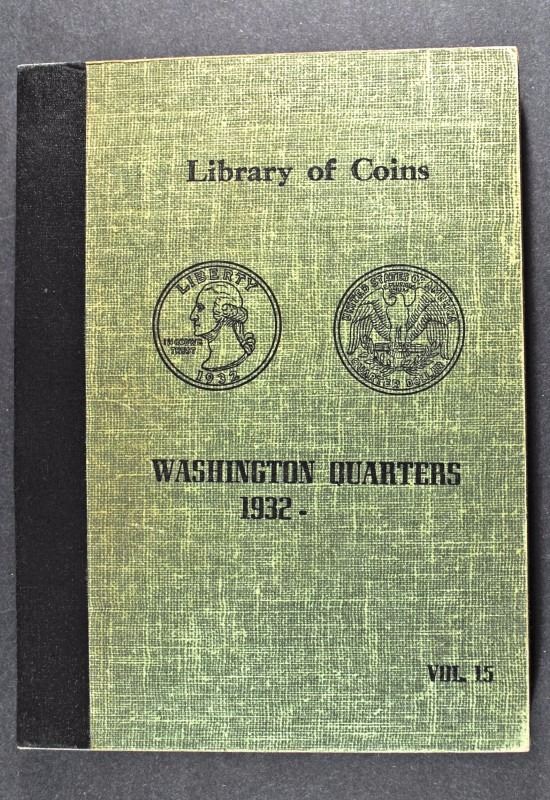 Library of Coins
LIBERTY
IN GOD WE
TRUST
1932
UNITED STATES OF AMERICA
QUARTER DOLLAR
WASHINGTON QUARTERS
1932-
VOL. 15